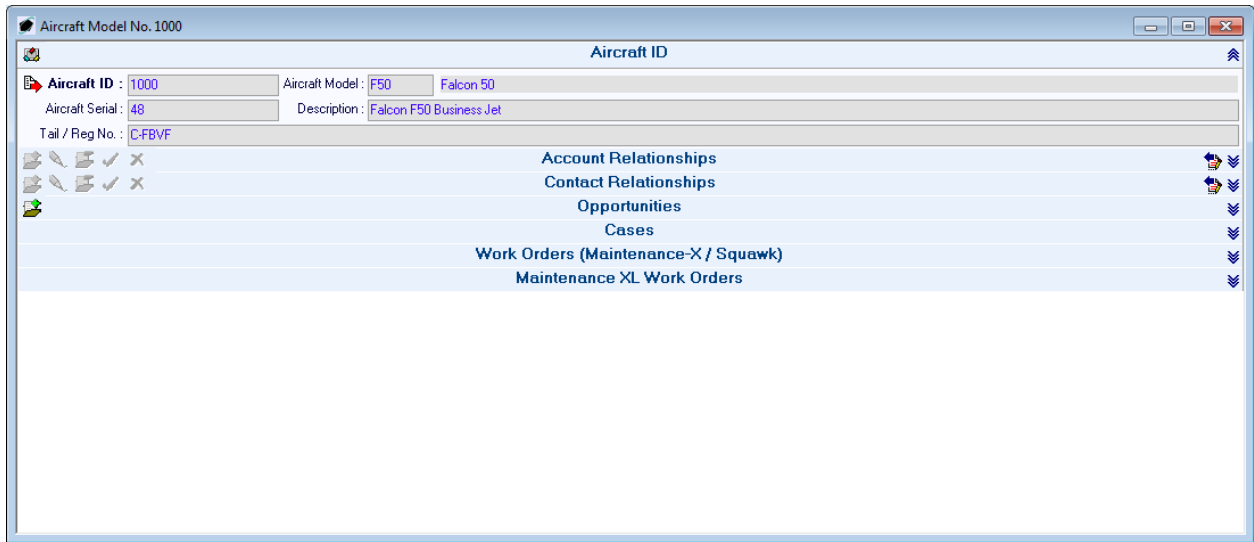 Aircraft Model No. 1000
Aircraft ID
Aircraft ID : 1000 Aircraft Model : F50 Falcon 50
Aircraft Serial : 48 Description : Falcon F50 Business Jet
Tail / Reg No. : C-FBVF
Account Relationships
Contact Relationships
Opportunities
Cases
Work Orders (Maintenance-X / Squawk)
Maintenance XL Work Orders